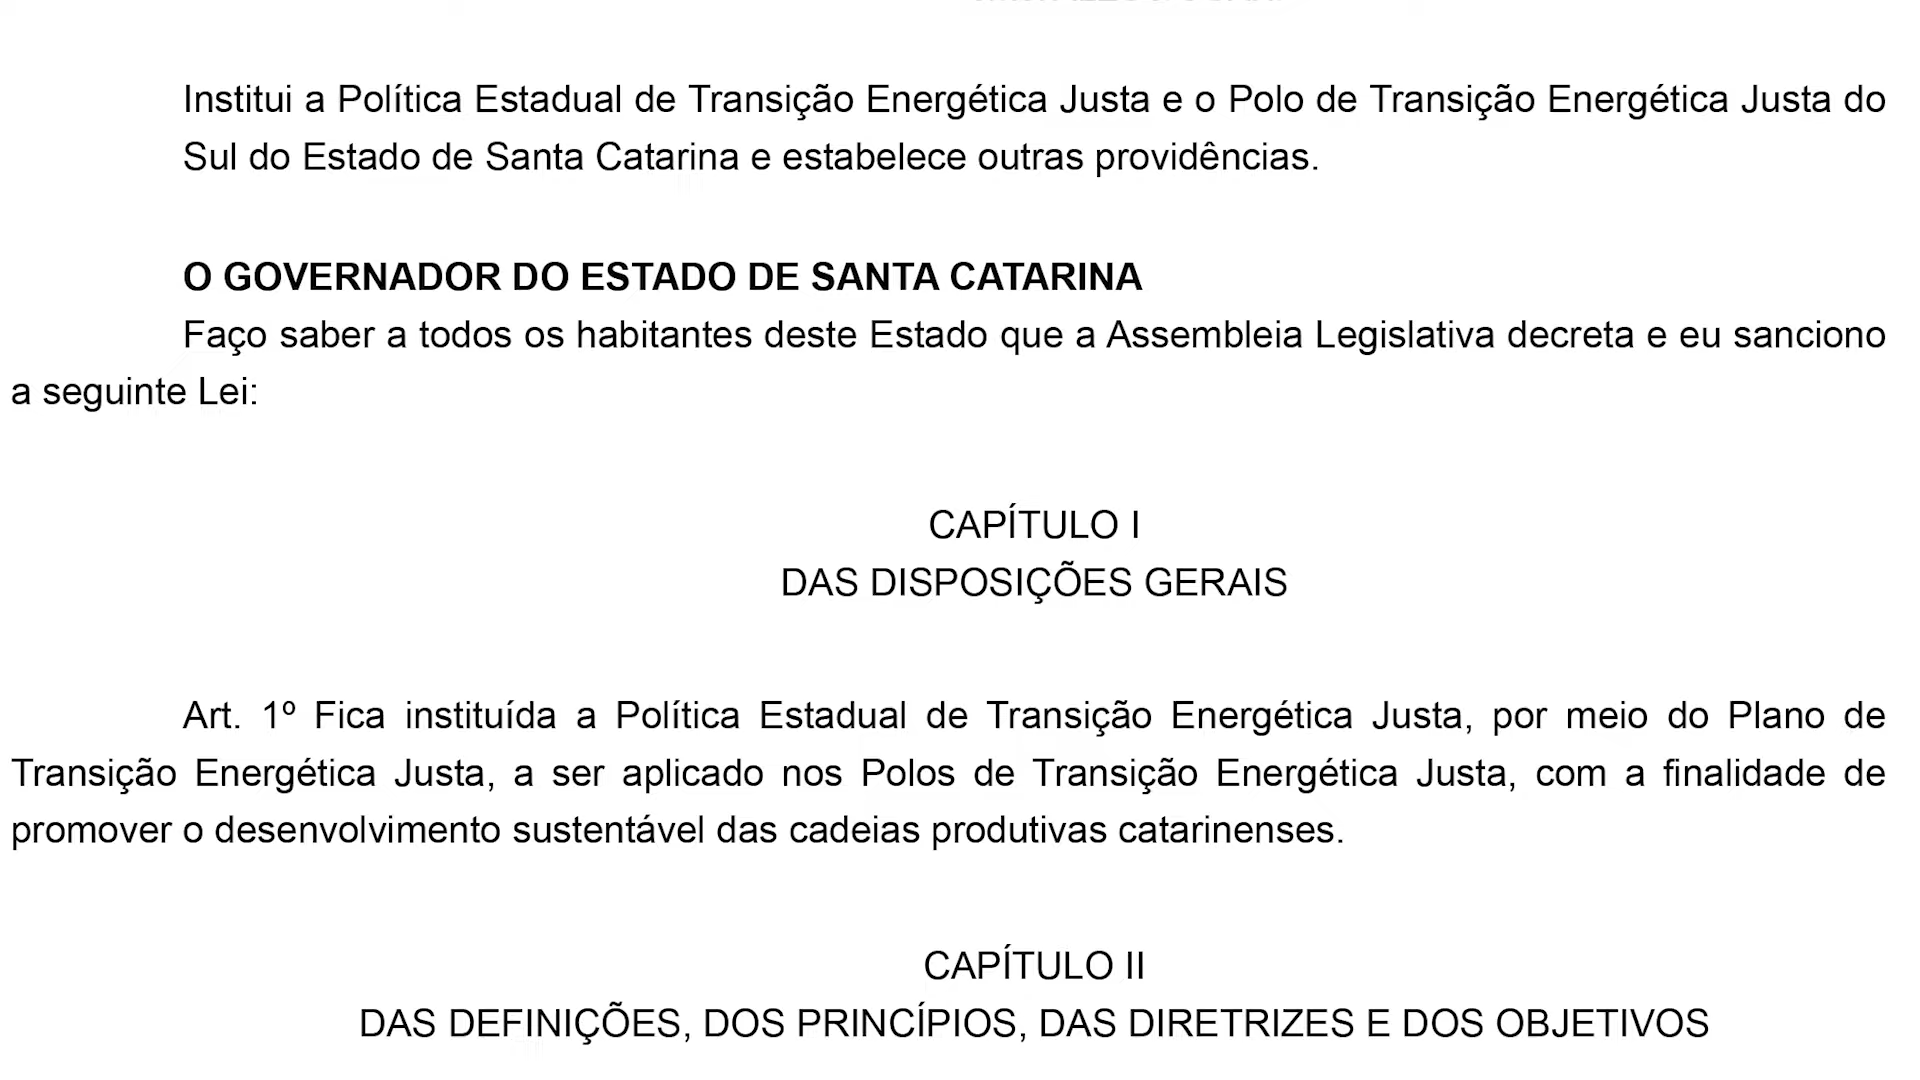 Institui a Política Estadual de Transição Energética Justa e o Polo de Transição Energética Justa do
Sul do Estado de Santa Catarina e estabelece outras providências.
O GOVERNADOR DO ESTADO DE SANTA CATARINA
Faço saber a todos os habitantes deste Estado que a Assembleia Legislativa decreta e eu sanciono
a seguinte Lei:
CAPÍTULO I
DAS DISPOSIÇÕES GERAIS
Art. 1º Fica instituída a Política Estadual de Transição Energética Justa, por meio do Plano de
Transição Energética Justa, a ser aplicado nos Polos de Transição Energética Justa, com a finalidade de
promover o desenvolvimento sustentável das cadeias produtivas catarinenses.
CAPÍTULO II
DAS DEFINIÇÕES, DOS PRINCÍPIOS, DAS DIRETRIZES E DOS OBJETIVOS